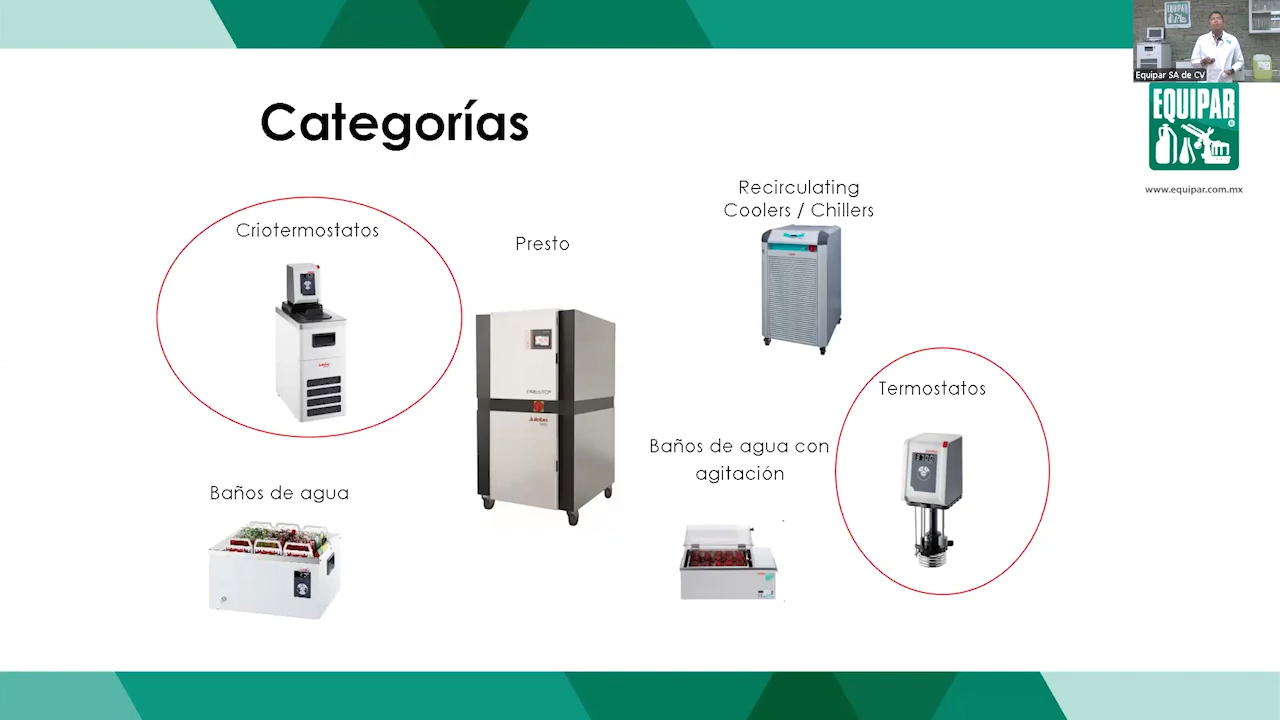 Equipar SA de CV
EQUIPAR
®
www.equipar.com.mx
Categorías
Criotermostatos
Presto
Recirculating
Coolers / Chillers
Termostatos
Baños de agua
Baños de agua con
agitación
Julabo